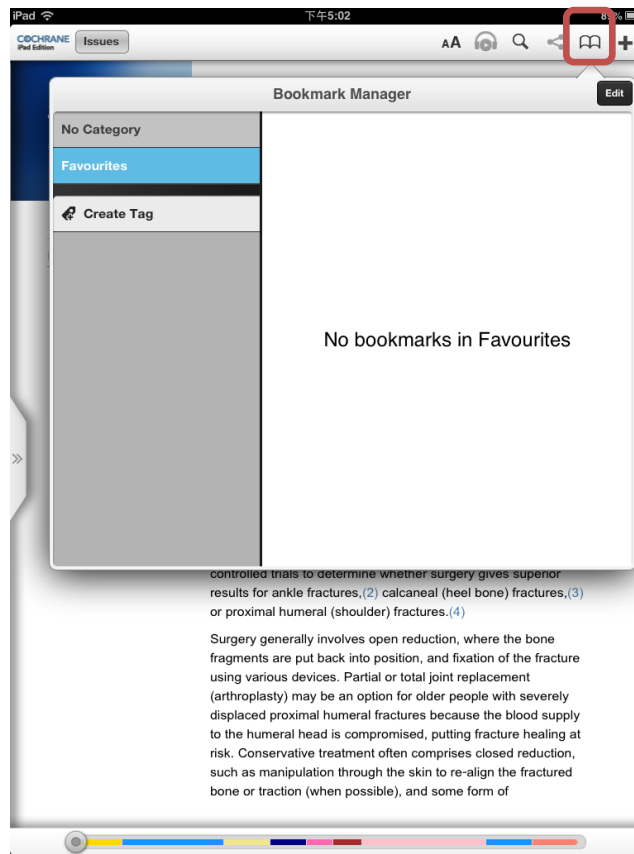 iPad
下午5:02
89%
COCHRANE
iPad Edition
Issues
AA
Bookmark Manager
Edit
No Category
Favourites
Create Tag
No bookmarks in Favourites
controlled trials to determine whether surgery gives superior
results for ankle fractures,(2) calcaneal (heel bone) fractures,(3)
or proximal humeral (shoulder) fractures.(4)
Surgery generally involves open reduction, where the bone
fragments are put back into position, and fixation of the fracture
using various devices. Partial or total joint replacement
(arthroplasty) may be an option for older people with severely
displaced proximal humeral fractures because the blood supply
to the humeral head is compromised, putting fracture healing at
risk. Conservative treatment often comprises closed reduction,
such as manipulation through the skin to re-align the fractured
bone or traction (when possible), and some form of